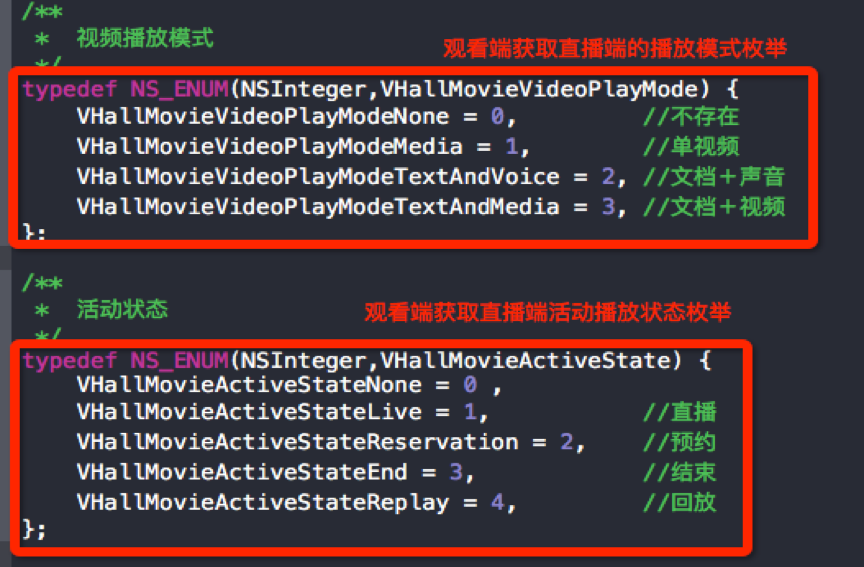 /**
* 视频播放模式
观看端获取直播端的播放模式枚举
*/
typedef NS_ENUM(NSInteger,VHallMovieVideoPlayMode) {
VHallMovieVideoPlayModeNone = 0, //不存在
VHallMovieVideoPlayModeMedia = 1, //单视频
VHallMovieVideoPlayModeTextAndVoice = 2, //文档＋声音
VHallMovieVideoPlayModeTextAndMedia = 3, //文档＋视频
};
/**
* 活动状态
观看端获取直播端活动播放状态枚举
*/
typedef NS_ENUM(NSInteger,VHallMovieActiveState) {
VHallMovieActiveStateNone = 0 ,
VHallMovieActiveStateLive = 1, //直播
VHallMovieActiveStateReservation = 2, //预约
VHallMovieActiveStateEnd = 3, //结束
VHallMovieActiveStateReplay = 4, //回放
};